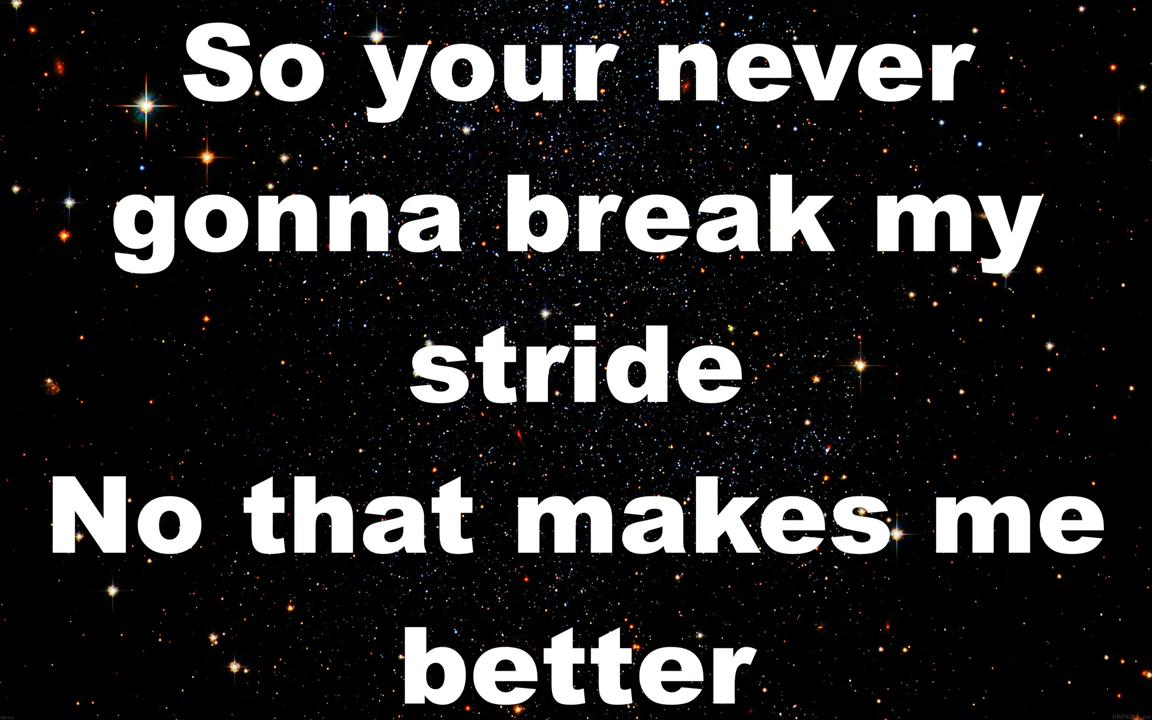 So your never
gonna break my
stride
No that makes me
better